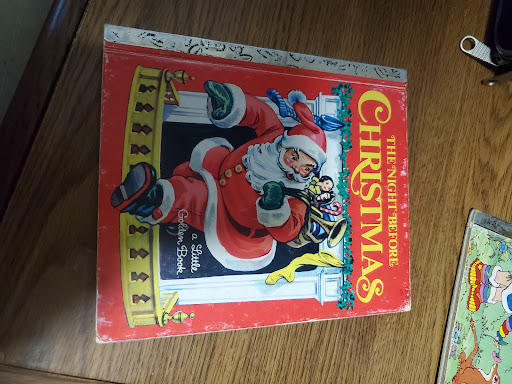 THE NIGHT BEFORE
CHRISTMAS
a Little
Golden Book